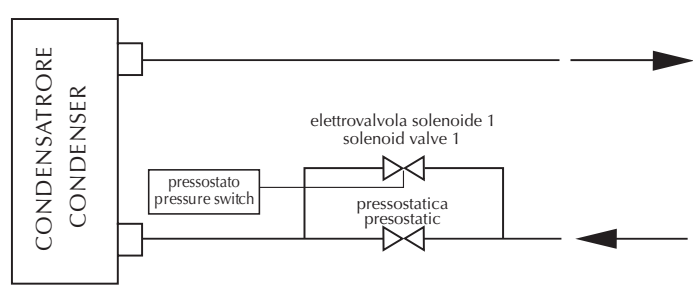 CONDENSATRORE
CONDENSER
elettrovalvola solenoide 1
solenoid valve 1
pressostato
pressure switch
pressostatica
presostatic